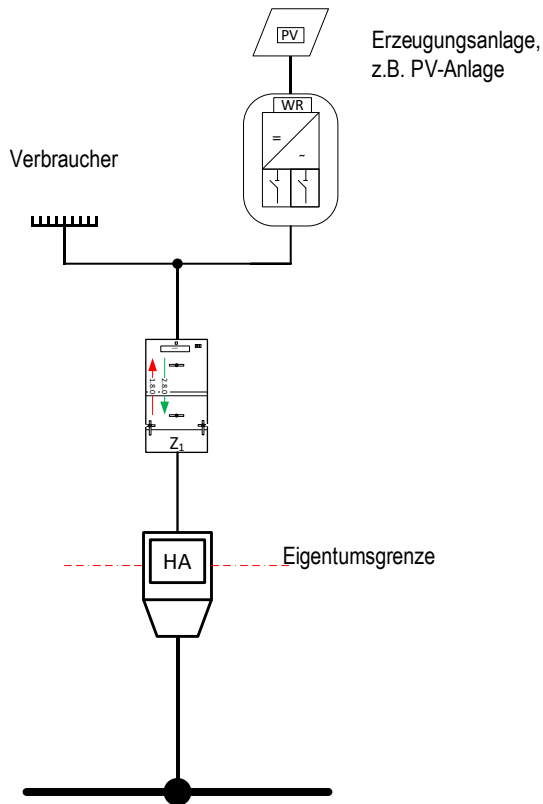 PV
Erzeugungsanlage,
z.B. PV-Anlage
WR
=
~
Verbraucher
1.8.0
2.8.0
Z₁
HA
Eigentumsgrenze